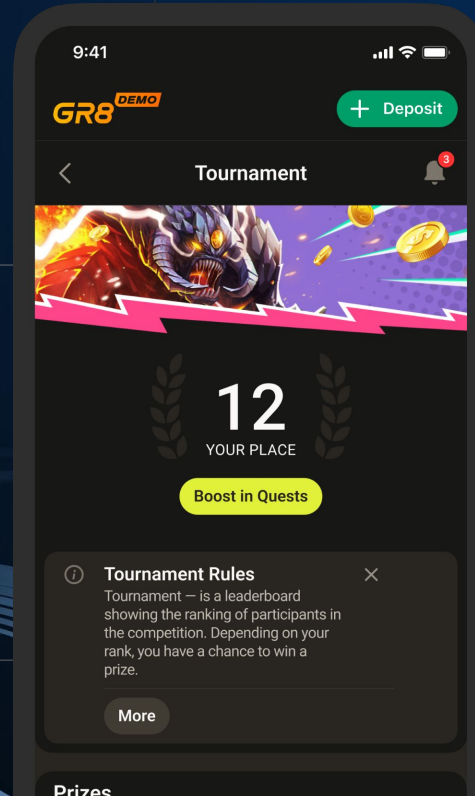 9:41
GR8 DEMO
+ Deposit
Tournament
3
12
YOUR PLACE
Boost in Quests
Tournament Rules
Tournament — is a leaderboard
showing the ranking of participants in
the competition. Depending on your
rank, you have a chance to win a
prize.
More
Prizes